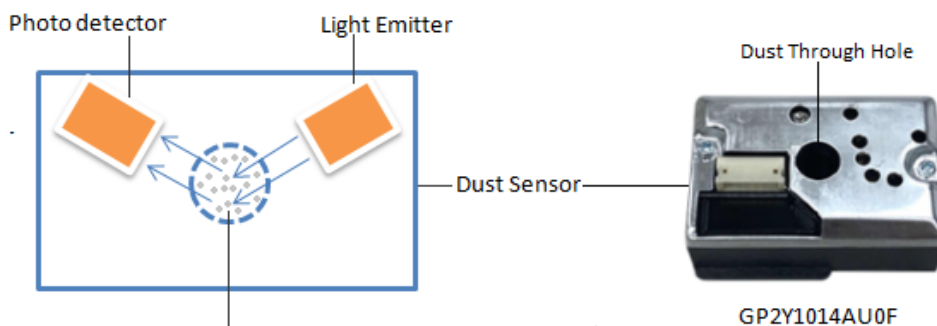 Photo detector
Light Emitter
Dust Through Hole
Dust Sensor
GP2Y1014AU0F